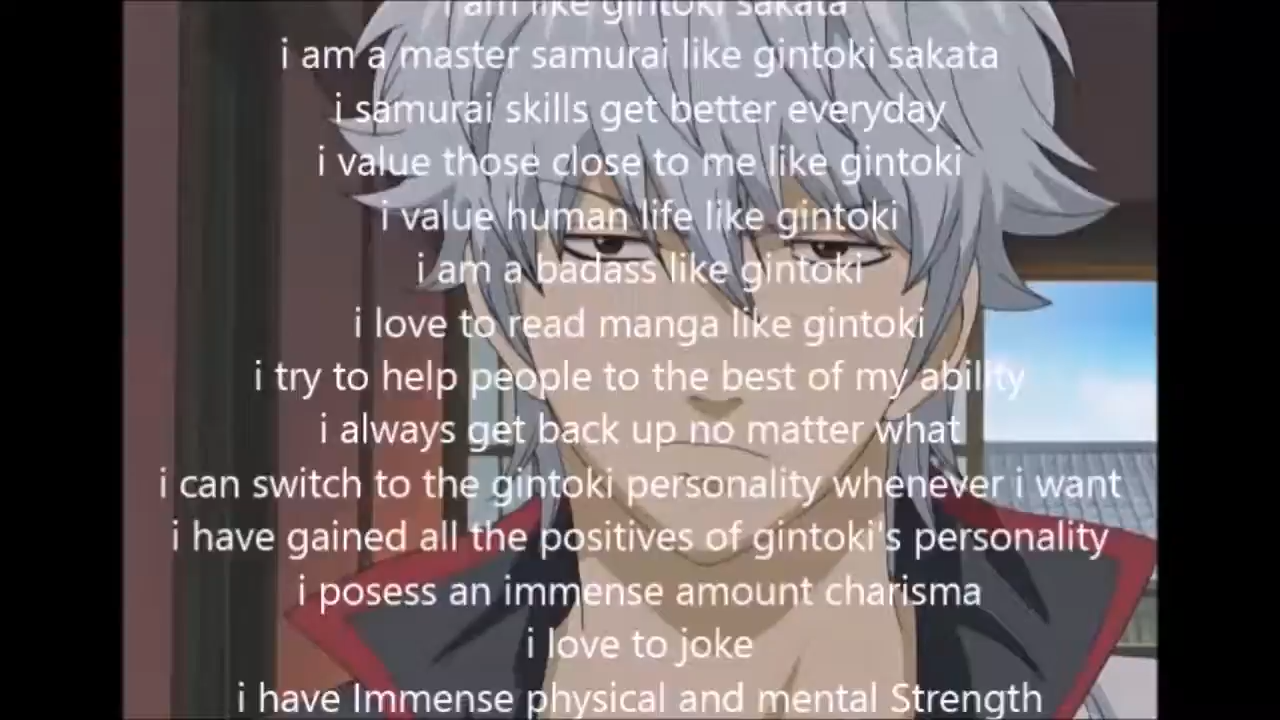 i am like gintoki sakata
i am a master samurai like gintoki sakata
i samurai skills get better everyday
i value those close to me like gintoki
i value human life like gintoki
i am a badass like gintoki
i love to read manga like gintoki
i try to help people to the best of my ability
i always get back up no matter what
i can switch to the gintoki personality whenever i want
i have gained all the positives of gintoki's personality
i posess an immense amount charisma
i love to joke
i have Immense physical and mental Strength